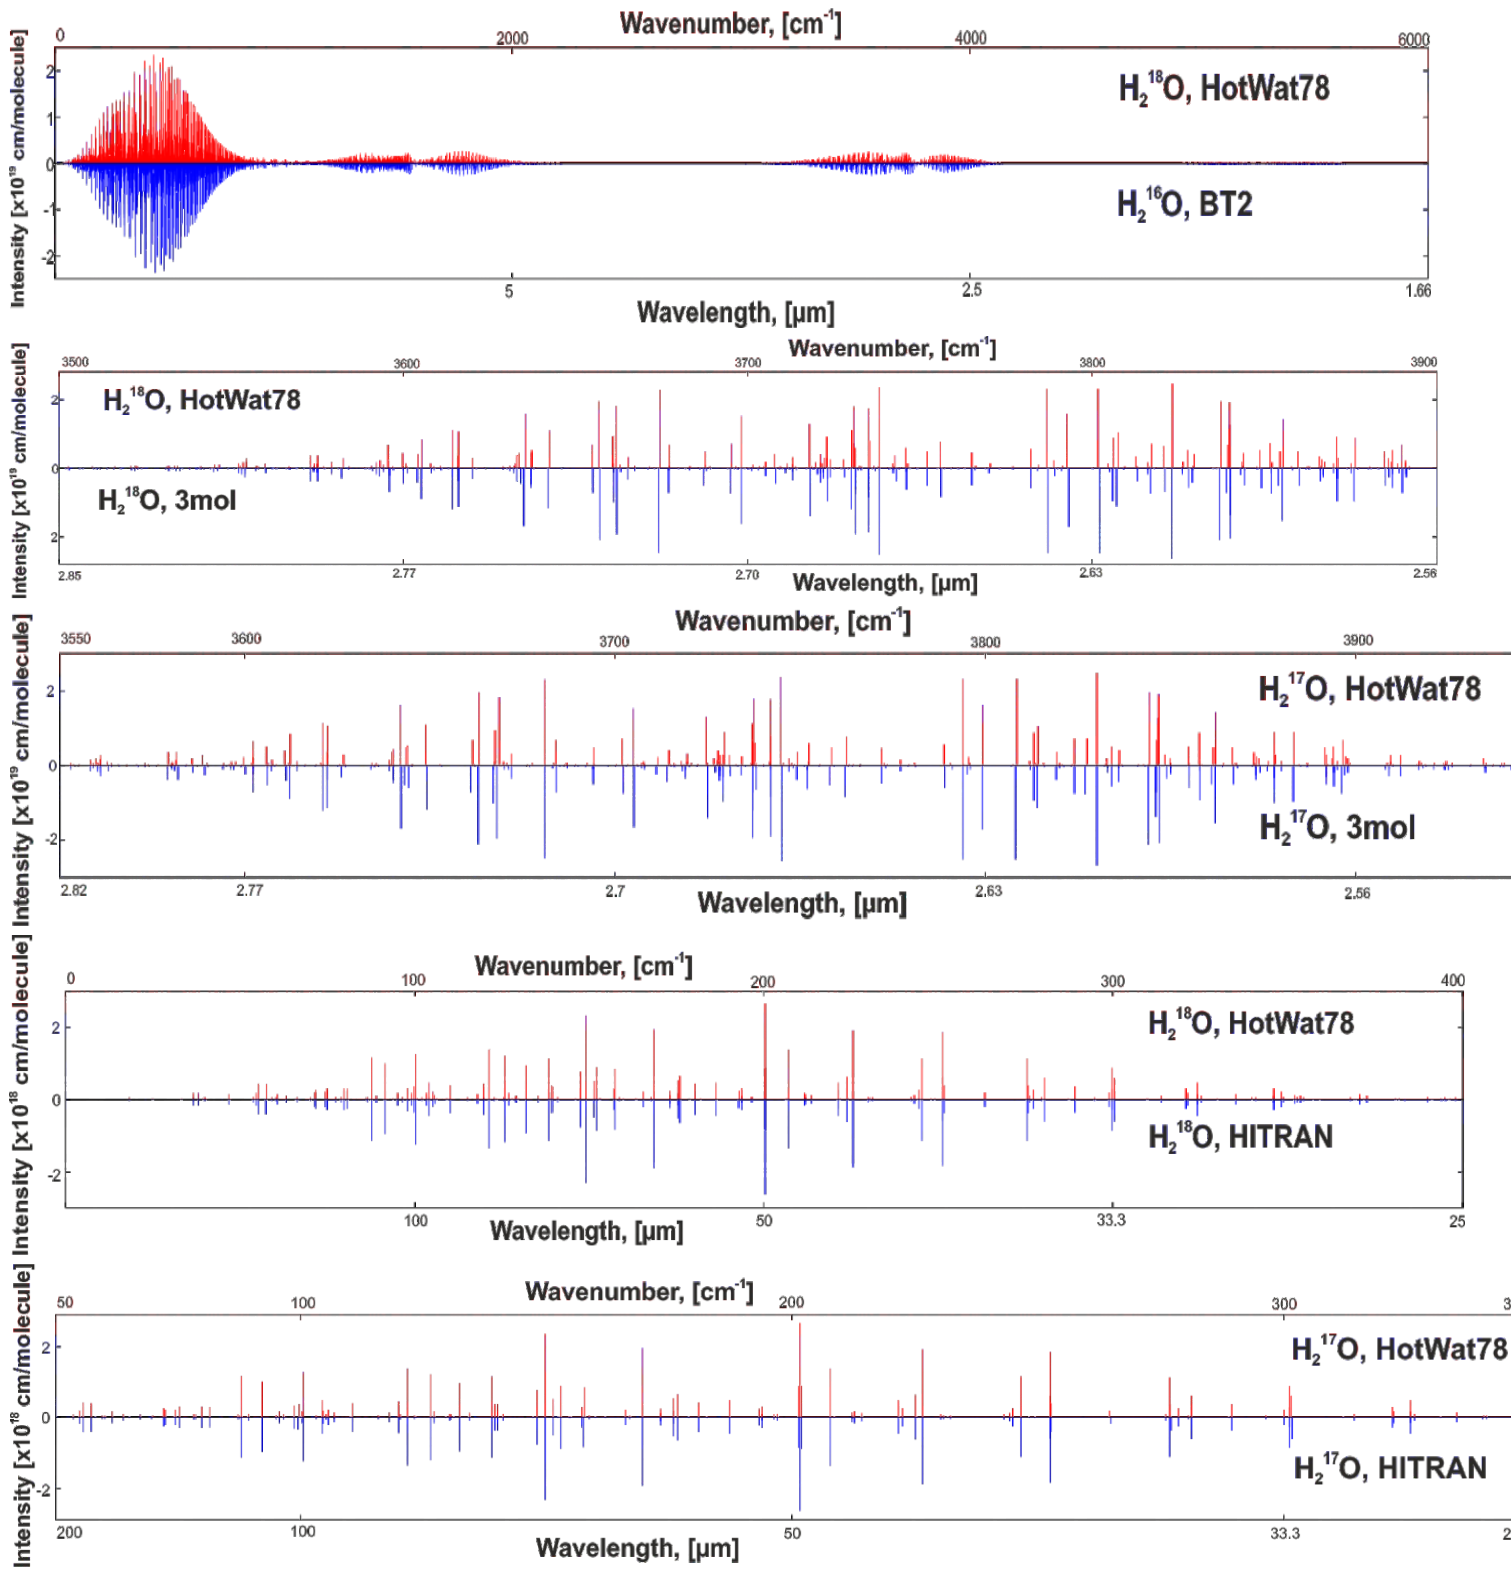 Wavenumber, [cm⁻¹]
0 2000 4000 6000
Intensity [x10¹⁹ cm/molecule]
2
1
0
-1
-2
H₂¹⁸O, HotWat78
H₂¹⁶O, BT2
5 2.5 1.66
Wavelength, [µm]
Wavenumber, [cm⁻¹]
3500 3600 3700 3800 3900
Intensity [x10¹⁹ cm/molecule]
2
0
2
H₂¹⁸O, HotWat78
H₂¹⁸O, 3mol
2.85 2.77 2.70 2.63 2.56
Wavelength, [µm]
Wavenumber, [cm⁻¹]
3550 3600 3700 3800 3900
Intensity [x10¹⁹ cm/molecule]
2
0
-2
H₂¹⁷O, HotWat78
H₂¹⁷O, 3mol
2.82 2.77 2.7 2.63 2.56
Wavelength, [µm]
Wavenumber, [cm⁻¹]
0 100 200 300 400
Intensity [x10¹⁸ cm/molecule]
2
0
-2
H₂¹⁸O, HotWat78
H₂¹⁸O, HITRAN
100 50 33.3 25
Wavelength, [µm]
Wavenumber, [cm⁻¹]
50 100 200 300 3
Intensity [x10¹⁸ cm/molecule]
2
0
-2
H₂¹⁷O, HotWat78
H₂¹⁷O, HITRAN
200 100 50 33.3 2
Wavelength, [µm]